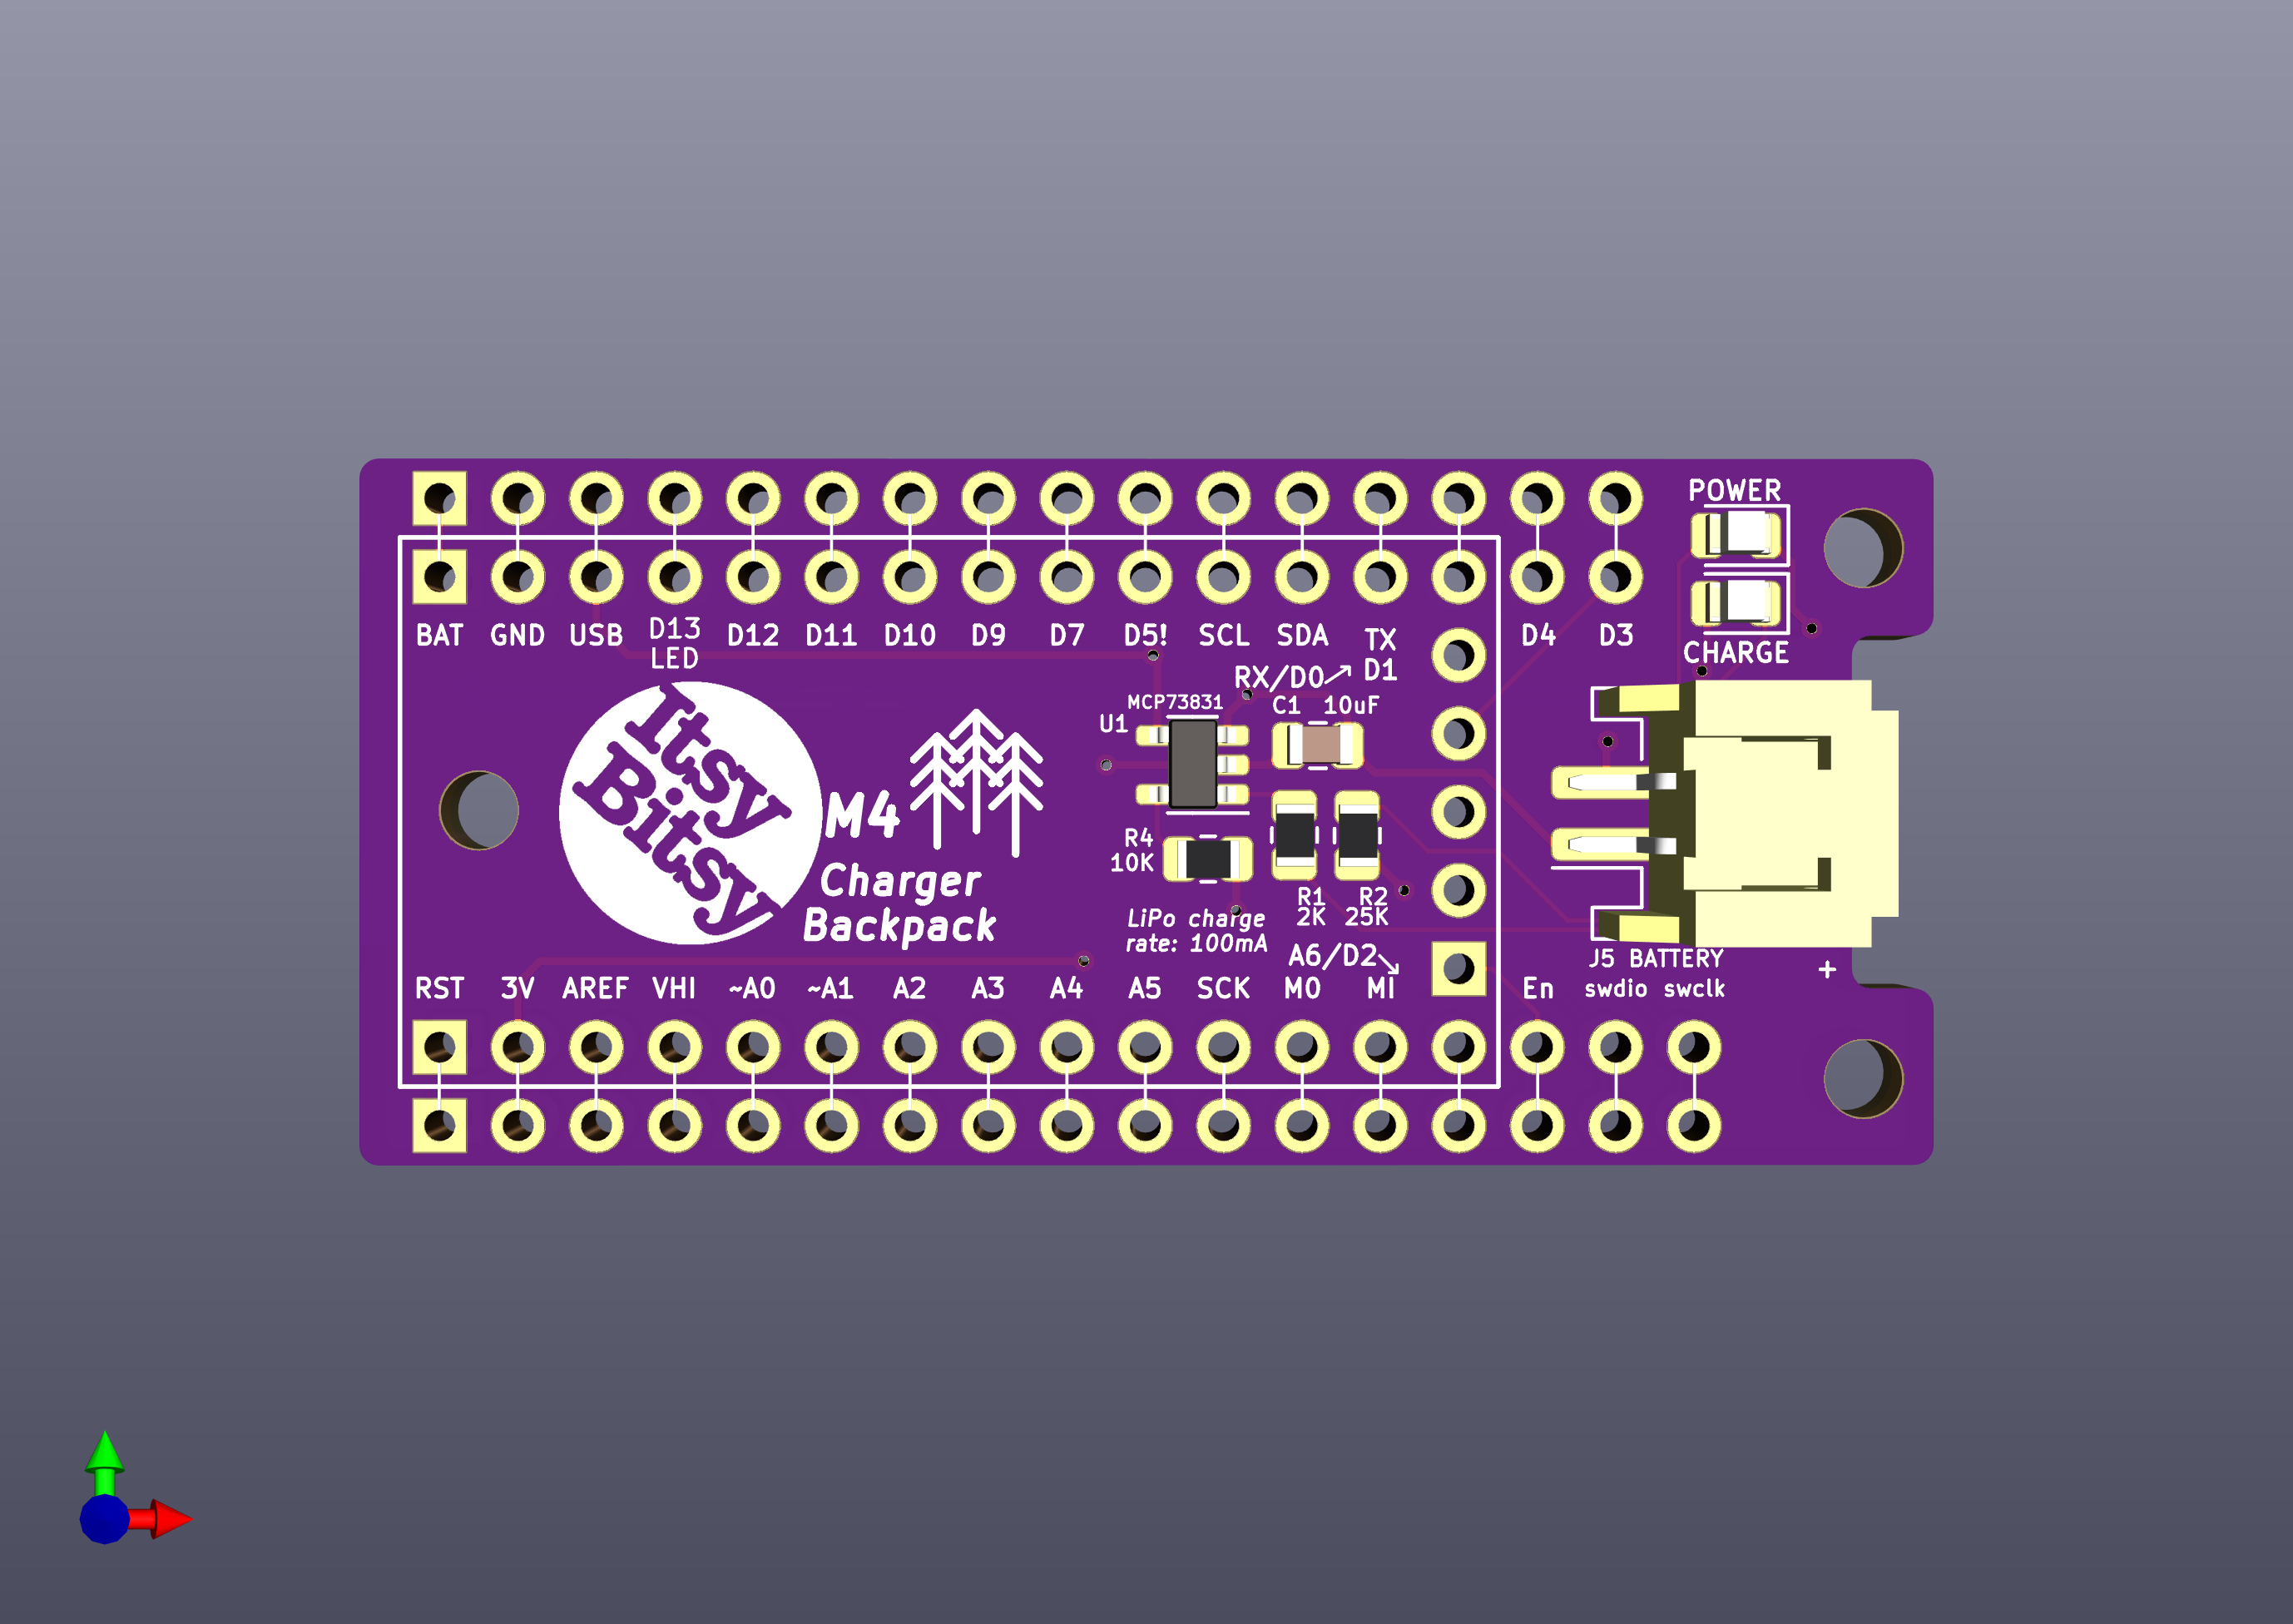 POWER
BAT GND USB D13 D12 D11 D10 D9 D7 D5! SCL SDA TX D4 D3
LED
D1
CHARGE
RX/D0
MCP73831
C1 10uF
U1
Itsy
Bitsy
M4
Charger
Backpack
R4
10K
R1 R2
2K 25K
LiPo charge
rate: 100mA
A6/D2
J5 BATTERY
+
RST 3V AREF VHI ~A0 ~A1 A2 A3 A4 A5 SCK M0 MI En swdio swclk